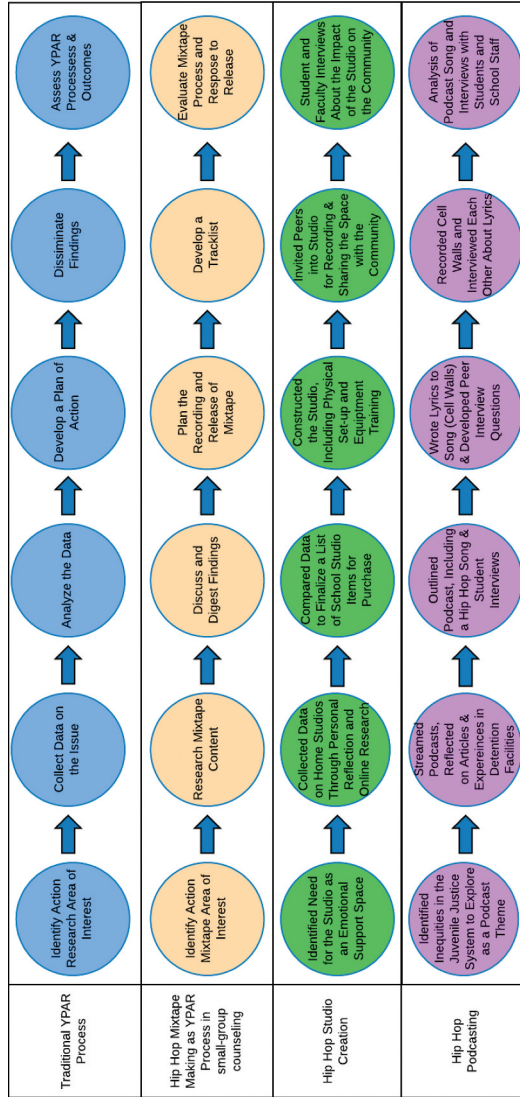 Traditional YPAR
Process
Identify Action
Research Area of
Interest
Collect Data on
the Issue
Analyze the Data
Develop a Plan of
Action
Dissiminate
Findings
Assess YPAR
Processess &
Outcomes
Hip Hop Mixtape
Making as YPAR
Process in
small-group
counseling
Identify Action
Mixtape Area of
Interest
Research Mixtape
Content
Discuss and
Digest Findings
Plan the
Recording and
Release of
Mixtape
Develop a
Tracklist
Evaluate Mixtape
Process and
Respose to
Release
Hip Hop Studio
Creation
Identified Need
for the Studio as
an Emotional
Support Space
Collected Data
on Home Studios
Through Personal
Reflection and
Online Research
Compared Data
to Finalize a List
of School Studio
Items for
Purchase
Constructed
the Studio,
Including Physical
Set-up and
Equiptment
Training
Invited Peers
into Studio
for Recording &
Sharing the Space
with the
Community
Student and
Faculty Interviews
About the Impact
of the Studio on
the Community
Hip Hop
Podcasting
Identified
Inequities in the
Juvenile Justice
System to Explore
as a Podcast
Theme
Streamed
Podcasts,
Reflected
on Articles &
Expereinces in
Detention
Facilities
Outlined
Podcast, Including
a Hip Hop Song &
Student
Interviews
Wrote Lyrics to
Song (Cell Walls)
& Developed Peer
Interview
Questions
Recorded Cell
Walls and
Interviewed Each
Other About Lyrics
Analysis of
Podcast Song and
Interviews with
Students and
School Staff